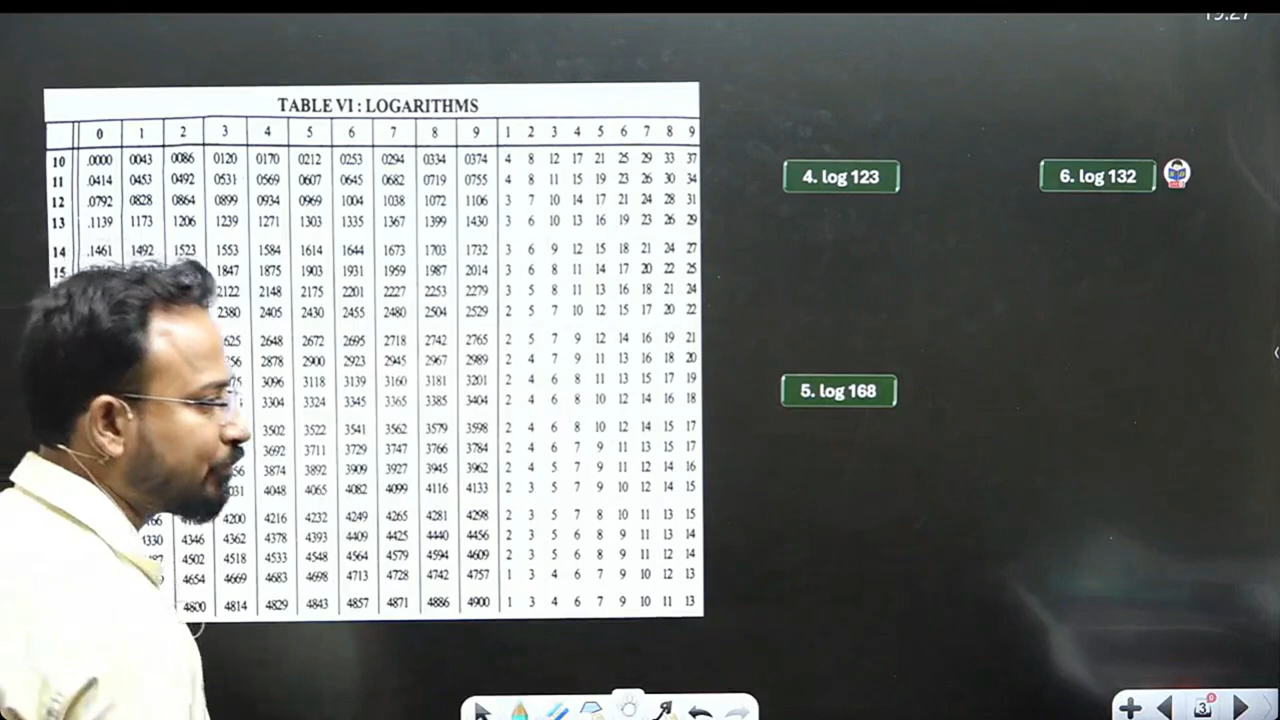 19:27
TABLE VI : LOGARITHMS
0 1 2 3 4 5 6 7 8 9 1 2 3 4 5 6 7 8 9
10 .0000 0043 0086 0120 0170 0212 0253 0294 0334 0374 4 8 12 17 21 25 29 33 37
11 .0414 0453 0492 0531 0569 0607 0645 0682 0719 0755 4 8 11 15 19 23 26 30 34
12 .0792 0828 0864 0899 0934 0969 1004 1038 1072 1106 3 7 10 14 17 21 24 28 31
13 .1139 1173 1206 1239 1271 1303 1335 1367 1399 1430 3 6 10 13 16 19 23 26 29
14 .1461 1492 1523 1553 1584 1614 1644 1673 1703 1732 3 6 9 12 15 18 21 24 27
15 1847 1875 1903 1931 1959 1987 2014 3 6 8 11 14 17 20 22 25
2122 2148 2175 2201 2227 2253 2279 3 5 8 11 13 16 18 21 24
2380 2405 2430 2455 2480 2504 2529 2 5 7 10 12 15 17 20 22
625 2648 2672 2695 2718 2742 2765 2 5 7 9 12 14 16 19 21
2878 2900 2923 2945 2967 2989 2 4 7 9 11 13 16 18 20
3096 3118 3139 3160 3181 3201 2 4 6 8 11 13 15 17 19
3304 3324 3345 3365 3385 3404 2 4 6 8 10 12 14 16 18
3502 3522 3541 3562 3579 3598 2 4 6 8 10 12 14 15 17
3692 3711 3729 3747 3766 3784 2 4 6 7 9 11 13 15 17
3874 3892 3909 3927 3945 3962 2 4 5 7 9 11 12 14 16
031 4048 4065 4082 4099 4116 4133 2 3 5 7 9 10 12 14 15
4200 4216 4232 4249 4265 4281 4298 2 3 5 7 8 10 11 13 15
4330 4346 4362 4378 4393 4409 4425 4440 4456 2 3 5 6 8 9 11 13 14
4502 4518 4533 4548 4564 4579 4594 4609 2 3 5 6 8 9 11 12 14
4654 4669 4683 4698 4713 4728 4742 4757 1 3 4 6 7 9 10 12 13
4800 4814 4829 4843 4857 4871 4886 4900 1 3 4 6 7 9 10 11 13
4. log 123
6. log 132
5. log 168
3